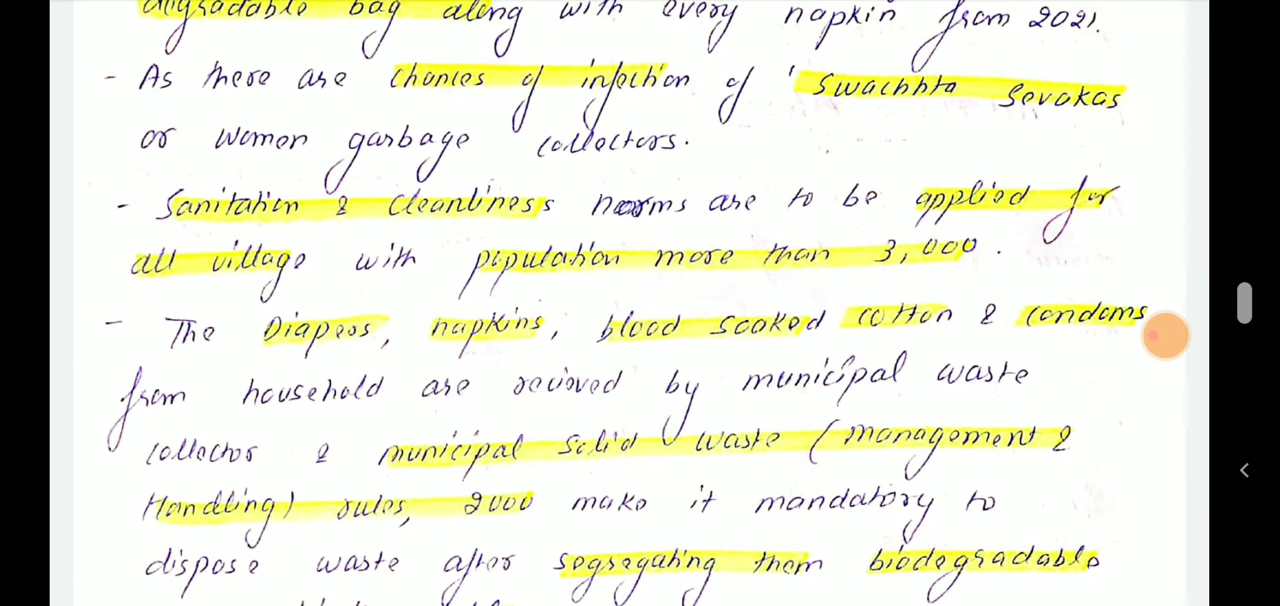 degradable bag along with every napkin from 2021.
- As there are chances of infection of 'Swachhta Sevakas
or women garbage collectors.
- Sanitation & Cleanliness norms are to be applied for
all village with population more than 3,000.
- The Diapers, napkins, blood soaked cotton & condoms
from household are recieved by municipal waste
collector & municipal solid waste (management &
Handling) rules, 2000 make it mandatory to
dispose waste after segregating them biodegradable